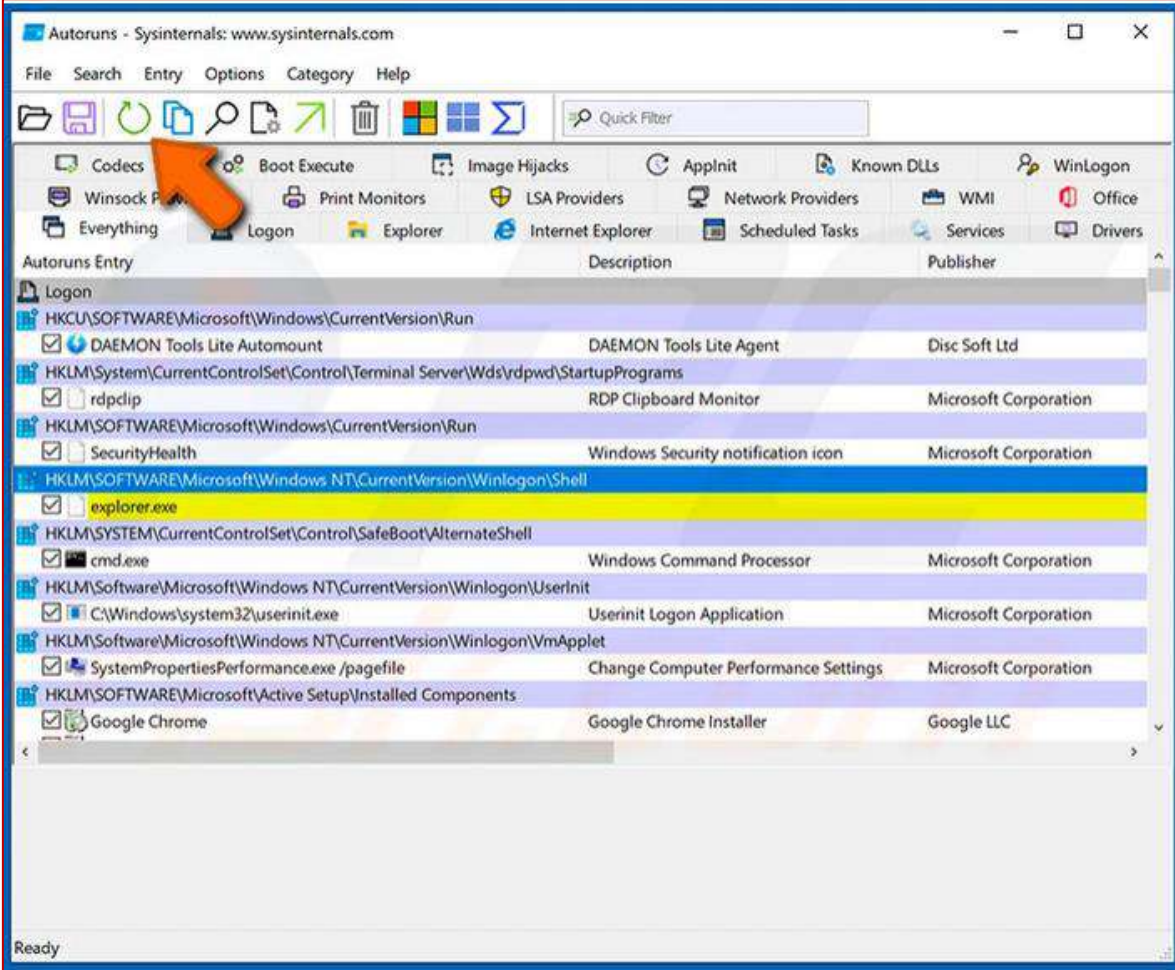 Autoruns - Sysinternals: www.sysinternals.com
File Search Entry Options Category Help
Quick Filter
Codecs Boot Execute Image Hijacks AppInit Known DLLs WinLogon
Winsock Print Monitors LSA Providers Network Providers WMI Office
Everything Logon Explorer Internet Explorer Scheduled Tasks Services Drivers
Autoruns Entry Description Publisher
Logon
HKCU\SOFTWARE\Microsoft\Windows\CurrentVersion\Run
DAEMON Tools Lite Automount DAEMON Tools Lite Agent Disc Soft Ltd
HKLM\System\CurrentControlSet\Control\Terminal Server\Wds\rdpwd\StartupPrograms
rdpclip RDP Clipboard Monitor Microsoft Corporation
HKLM\SOFTWARE\Microsoft\Windows\CurrentVersion\Run
SecurityHealth Windows Security notification icon Microsoft Corporation
HKLM\SOFTWARE\Microsoft\Windows NT\CurrentVersion\Winlogon\Shell
explorer.exe
HKLM\SYSTEM\CurrentControlSet\Control\SafeBoot\AlternateShell
cmd.exe Windows Command Processor Microsoft Corporation
HKLM\Software\Microsoft\Windows NT\CurrentVersion\Winlogon\UserInit
C:\Windows\system32\userinit.exe Userinit Logon Application Microsoft Corporation
HKLM\Software\Microsoft\Windows NT\CurrentVersion\Winlogon\VmApplet
SystemPropertiesPerformance.exe /pagefile Change Computer Performance Settings Microsoft Corporation
HKLM\SOFTWARE\Microsoft\Active Setup\Installed Components
Google Chrome Google Chrome Installer Google LLC
Ready